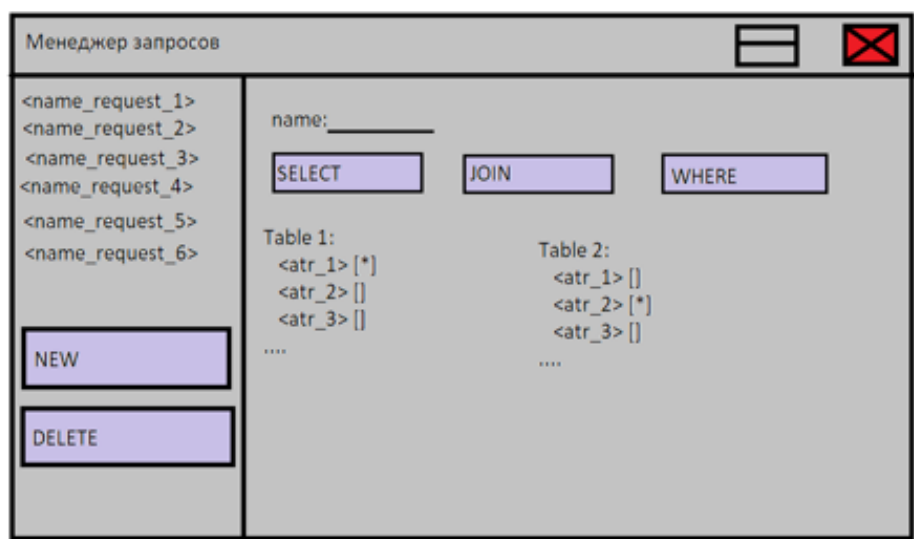 Менеджер запросов
<name_request_1>
<name_request_2>
<name_request_3>
<name_request_4>
<name_request_5>
<name_request_6>
NEW
DELETE
name:________
SELECT JOIN WHERE
Table 1:
<atr_1> [*]
<atr_2> []
<atr_3> []
....
Table 2:
<atr_1> []
<atr_2> [*]
<atr_3> []
....